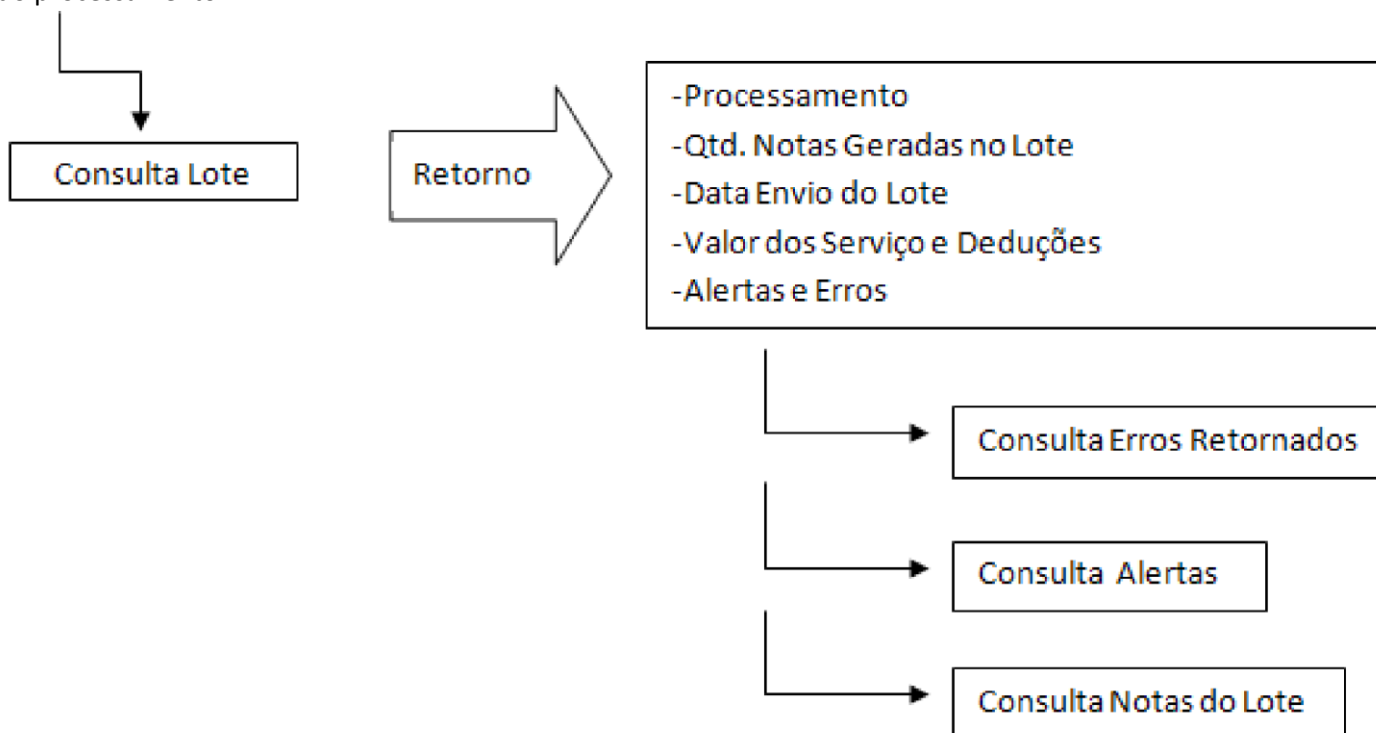 Consulta Lote
Retorno
-Processamento
-Qtd. Notas Geradas no Lote
-Data Envio do Lote
-Valor dos Serviço e Deduções
-Alertas e Erros
Consulta Erros Retornados
Consulta Alertas
Consulta Notas do Lote